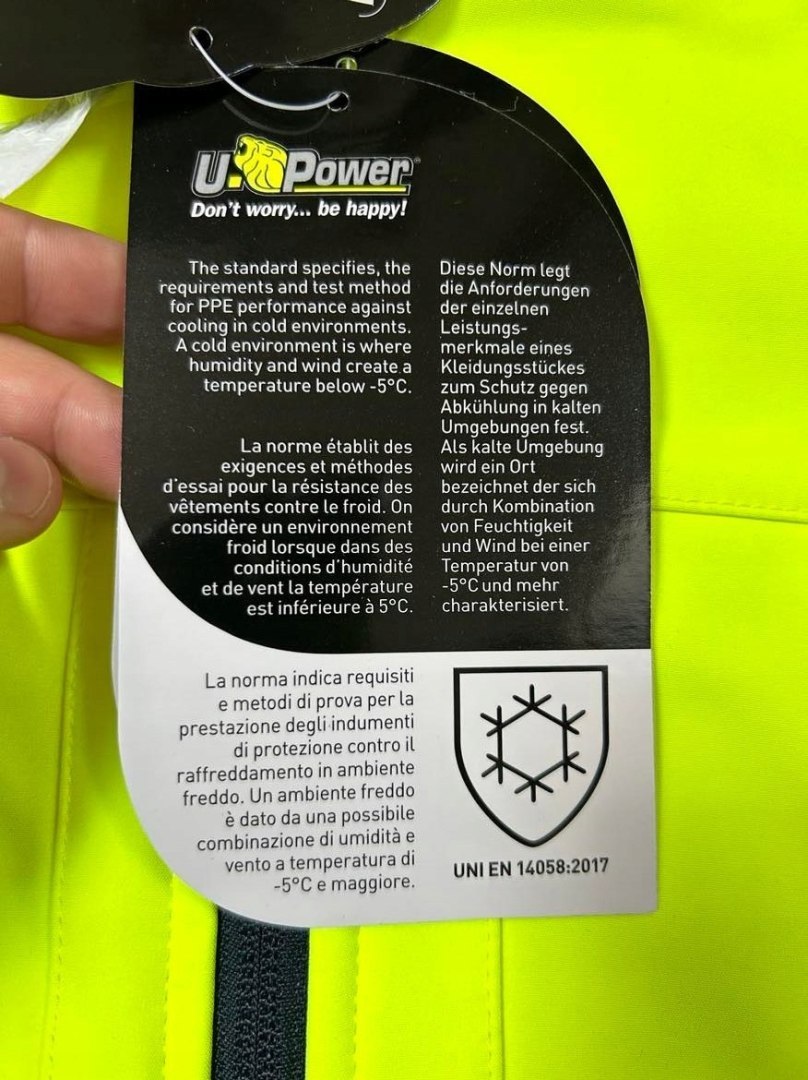 U.Power
Don't worry... be happy!
The standard specifies, the
requirements and test method
for PPE performance against
cooling in cold environments.
A cold environment is where
humidity and wind create a
temperature below -5°C.
La norme établit des
exigences et méthodes
d'essai pour la résistance des
vêtements contre le froid. On
considère un environnement
froid lorsque dans des
conditions d'humidité
et de vent la température
est inférieure à 5°C.
Diese Norm legt
die Anforderungen
der einzelnen
Leistungs-
merkmale eines
Kleidungsstückes
zum Schutz gegen
Abkühlung in kalten
Umgebungen fest.
Als kalte Umgebung
wird ein Ort
bezeichnet der sich
durch Kombination
von Feuchtigkeit
und Wind bei einer
Temperatur von
-5°C und mehr
charakterisiert.
La norma indica requisiti
e metodi di prova per la
prestazione degli indumenti
di protezione contro il
raffreddamento in ambiente
freddo. Un ambiente freddo
è dato da una possibile
combinazione di umidità e
vento a temperatura di
-5°C e maggiore.
UNI EN 14058:2017